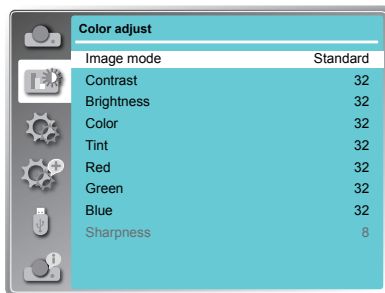 Color adjust
Image mode Standard
Contrast 32
Brightness 32
Color 32
Tint 32
Red 32
Green 32
Blue 32
Sharpness 8